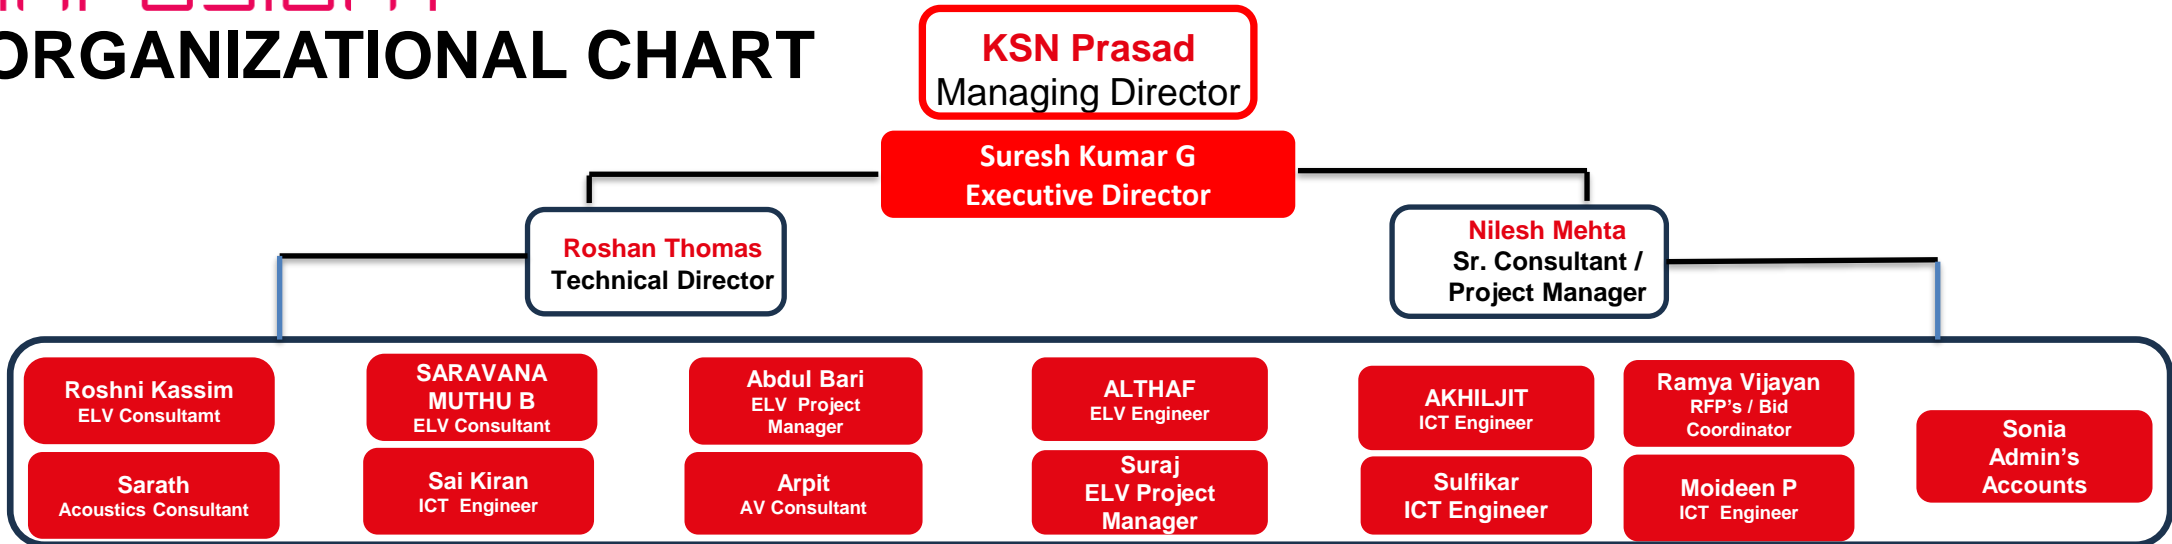 ORGANIZATIONAL CHART
KSN Prasad
Managing Director
Suresh Kumar G
Executive Director
Roshan Thomas
Technical Director
Nilesh Mehta
Sr. Consultant /
Project Manager
Roshni Kassim
ELV Consultamt
SARAVANA
MUTHU B
ELV Consultant
Abdul Bari
ELV Project
Manager
ALTHAF
ELV Engineer
AKHILJIT
ICT Engineer
Ramya Vijayan
RFP's / Bid
Coordinator
Sonia
Admin's
Accounts
Sarath
Acoustics Consultant
Sai Kiran
ICT Engineer
Arpit
AV Consultant
Suraj
ELV Project
Manager
Sulfikar
ICT Engineer
Moideen P
ICT Engineer